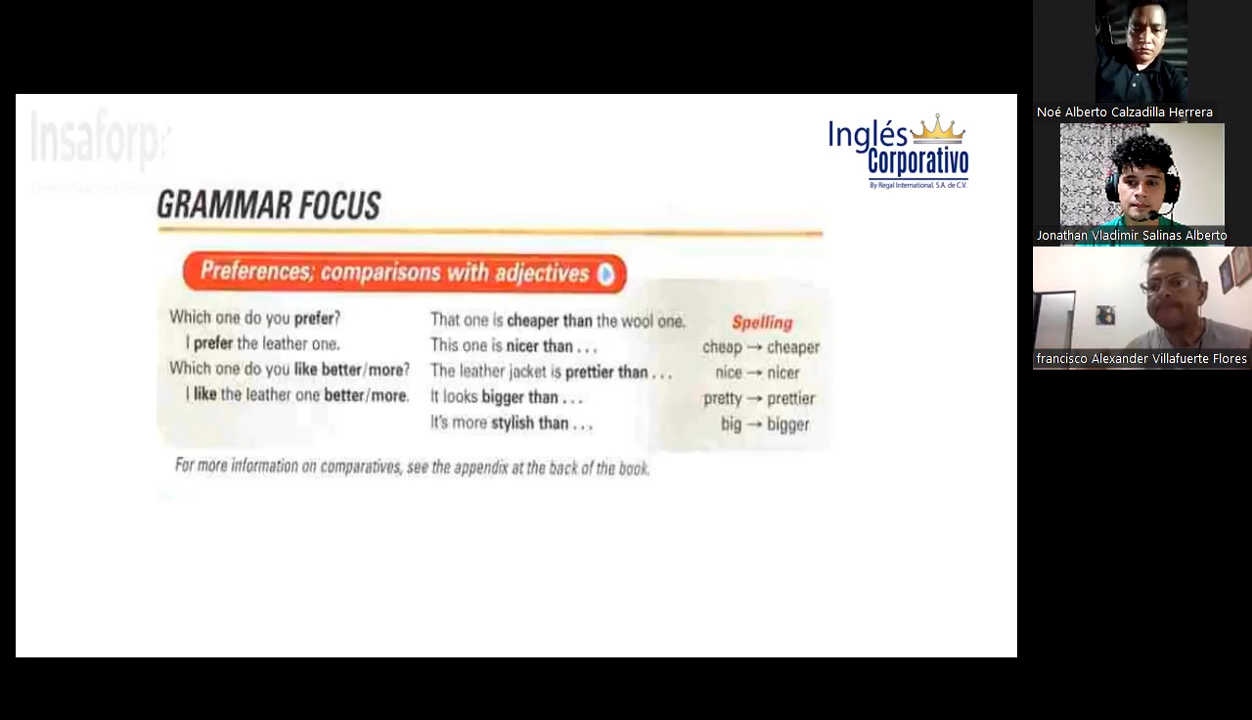 Insaforp
Inglés
Corporativo
By Regal International, S.A. de C.V.
GRAMMAR FOCUS
Preferences; comparisons with adjectives
Which one do you prefer?
I prefer the leather one.
Which one do you like better/more?
I like the leather one better/more.
That one is cheaper than the wool one.
This one is nicer than . . .
The leather jacket is prettier than . . .
It looks bigger than . . .
It's more stylish than . . .
Spelling
cheap → cheaper
nice → nicer
pretty → prettier
big → bigger
For more information on comparatives, see the appendix at the back of the book.
Noé Alberto Calzadilla Herrera
Jonathan Vladimir Salinas Alberto
francisco Alexander Villafuerte Flores